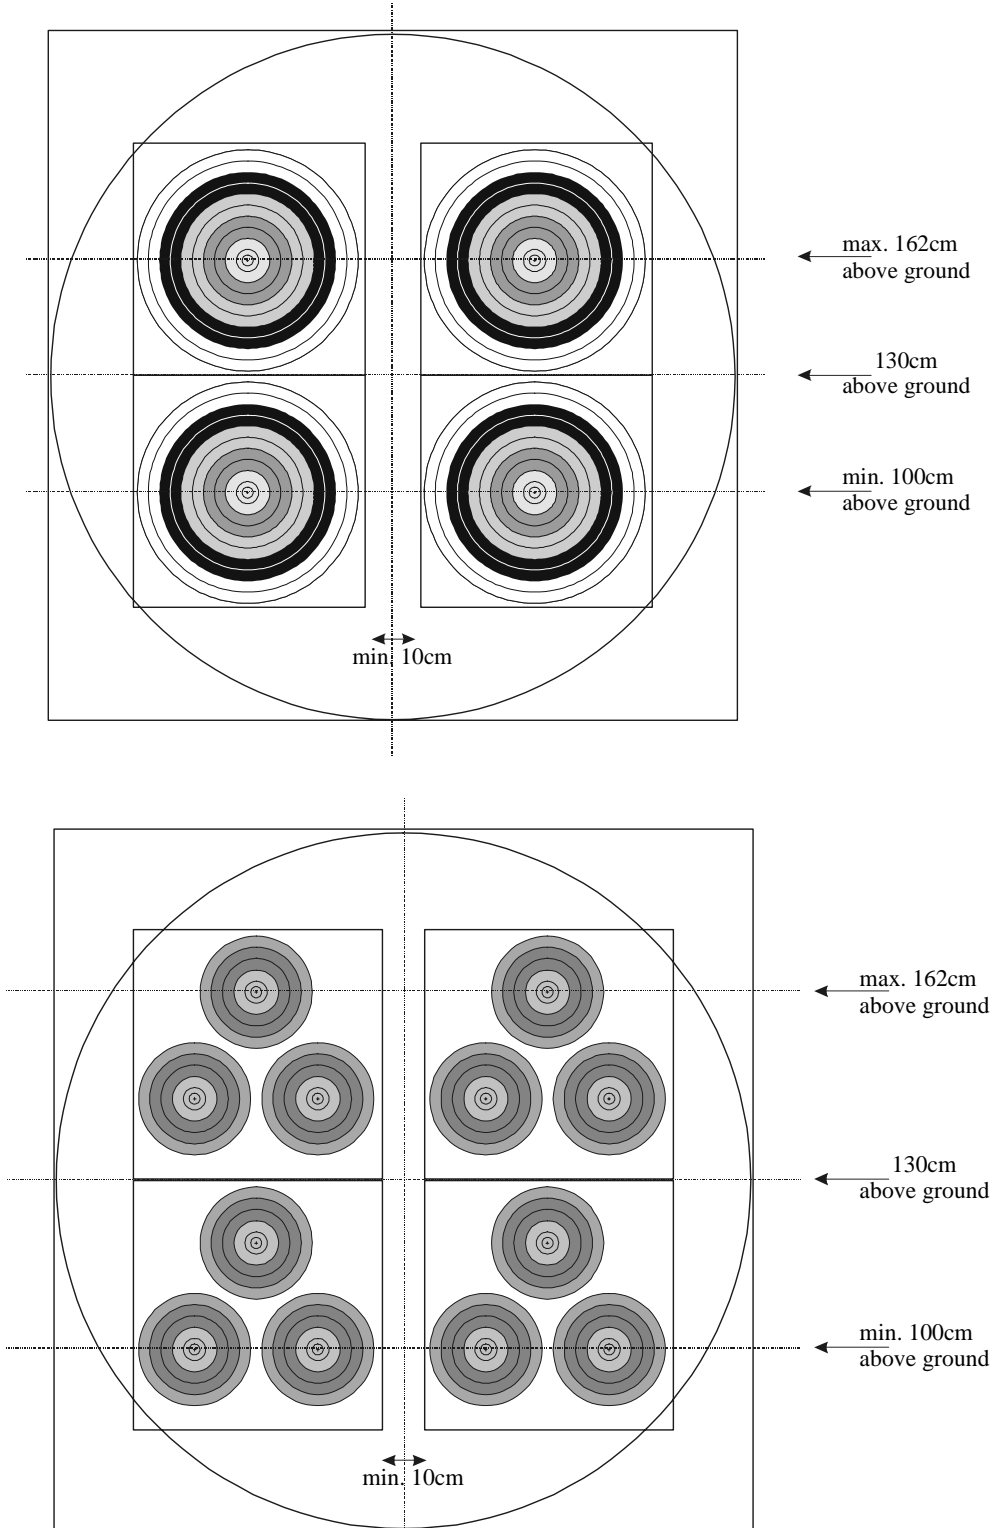 max. 162cm
above ground
130cm
above ground
min. 100cm
above ground
min. 10cm
max. 162cm
above ground
130cm
above ground
min. 100cm
above ground
min. 10cm